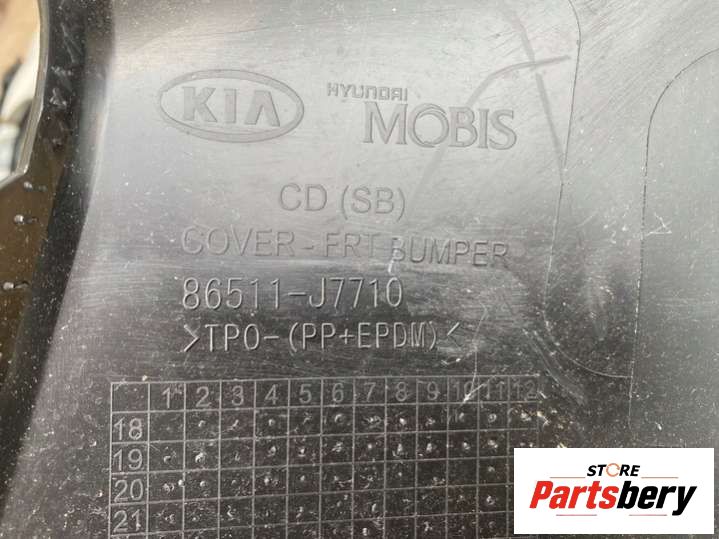 KIA
HYUNDAI
MOBIS
CD (SB)
COVER - FRT BUMPER
86511-J7710
>TPO-(PP+EPDM)<
1 2 3 4 5 6 7 8 9 10 11 12
18
19
20
21
STORE
Partsbery